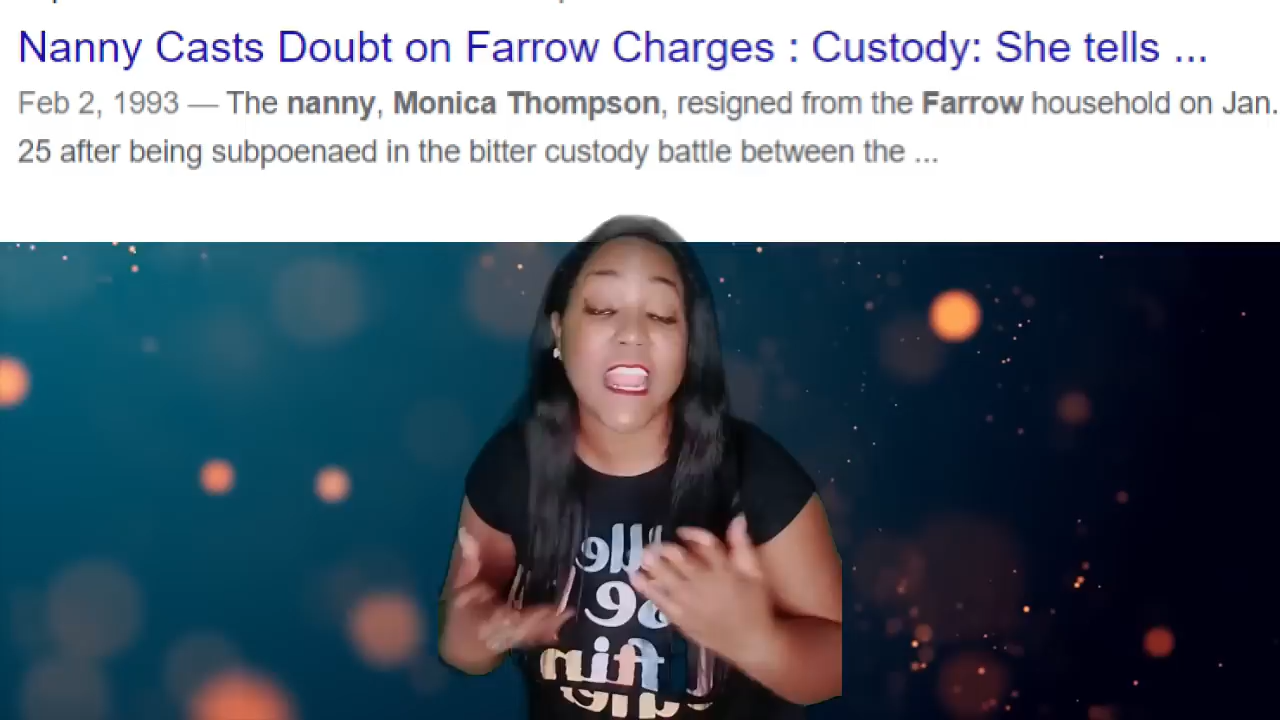 Nanny Casts Doubt on Farrow Charges : Custody: She tells ...
Feb 2, 1993 — The nanny, Monica Thompson, resigned from the Farrow household on Jan.
25 after being subpoenaed in the bitter custody battle between the ...